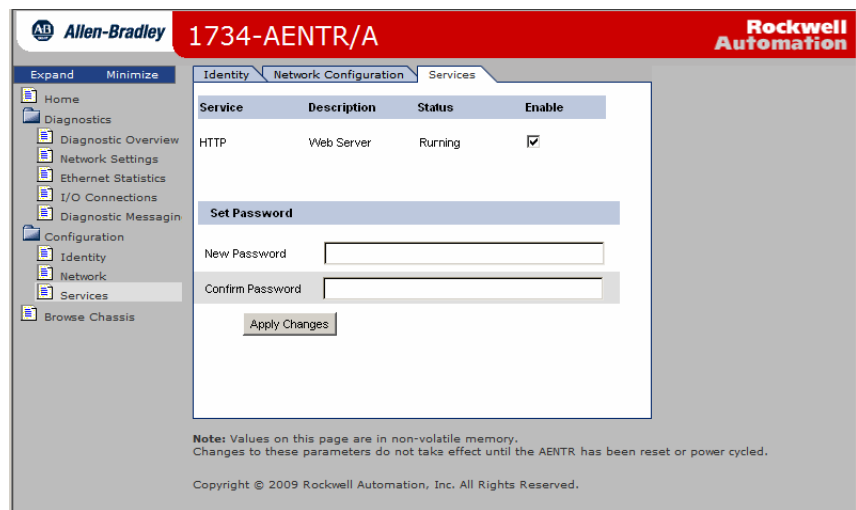 AB Allen-Bradley
1734-AENTR/A
Rockwell
Automation
Expand Minimize
Home
Diagnostics
Diagnostic Overview
Network Settings
Ethernet Statistics
I/O Connections
Diagnostic Messagin
Configuration
Identity
Network
Services
Browse Chassis
Identity Network Configuration Services
Service Description Status Enable
HTTP Web Server Running
Set Password
New Password
Confirm Password
Apply Changes
Note: Values on this page are in non-volatile memory.
Changes to these parameters do not take effect until the AENTR has been reset or power cycled.
Copyright © 2009 Rockwell Automation, Inc. All Rights Reserved.